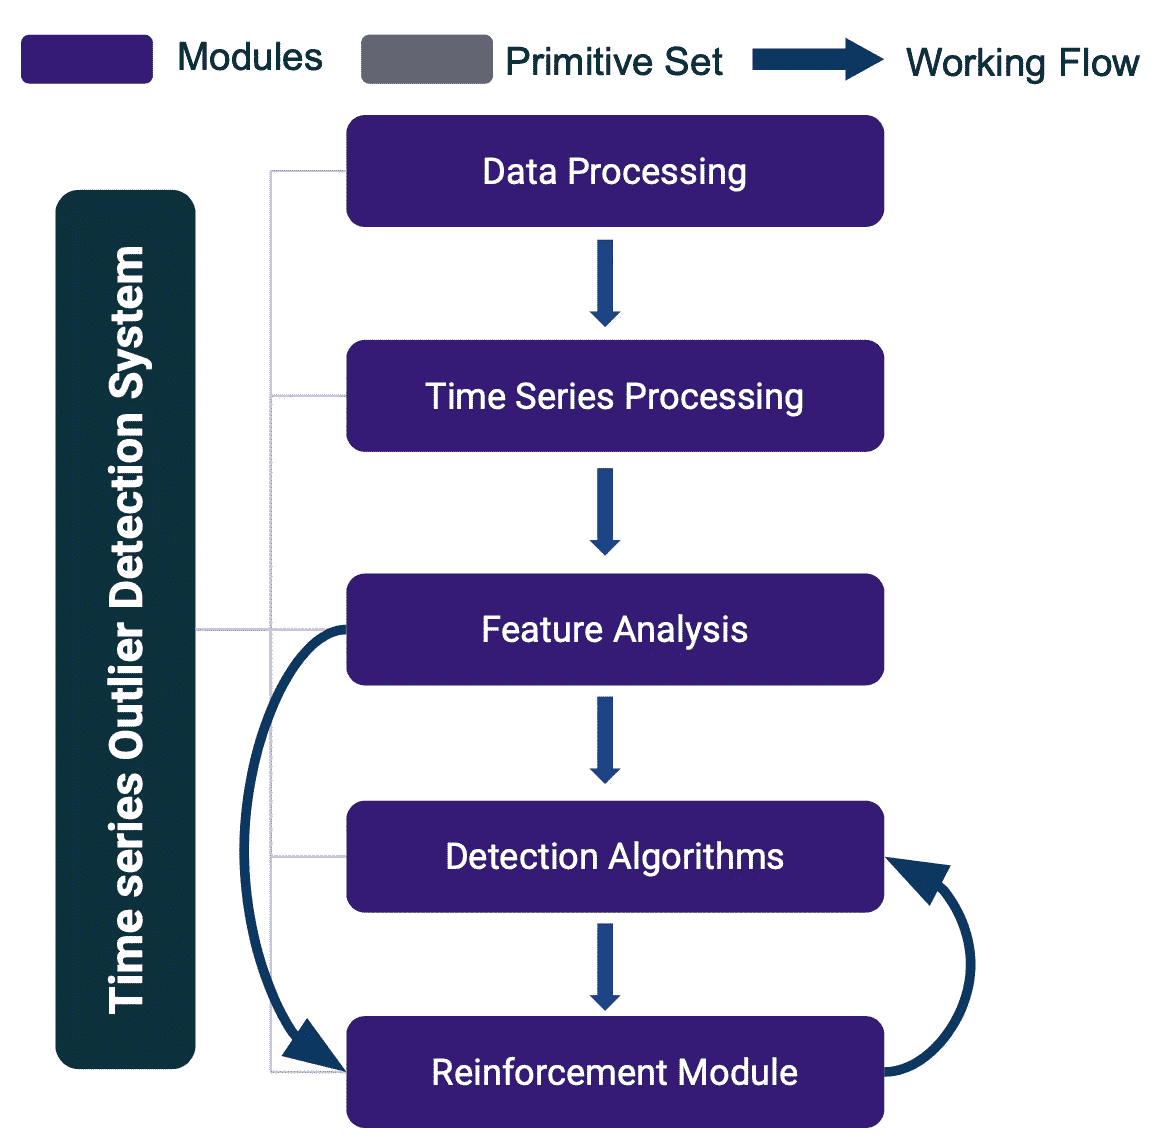 Modules
Primitive Set
Working Flow
Time series Outlier Detection System
Data Processing
Time Series Processing
Feature Analysis
Detection Algorithms
Reinforcement Module